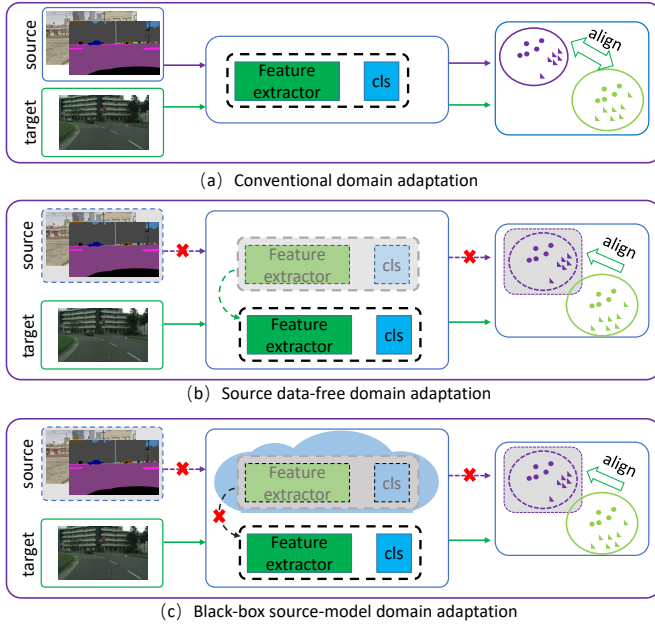 source
target
Feature
extractor
cls
align
(a) Conventional domain adaptation
source
target
Feature
extractor
cls
Feature
extractor
cls
align
(b) Source data-free domain adaptation
source
target
Feature
extractor
cls
Feature
extractor
cls
align
(c) Black-box source-model domain adaptation